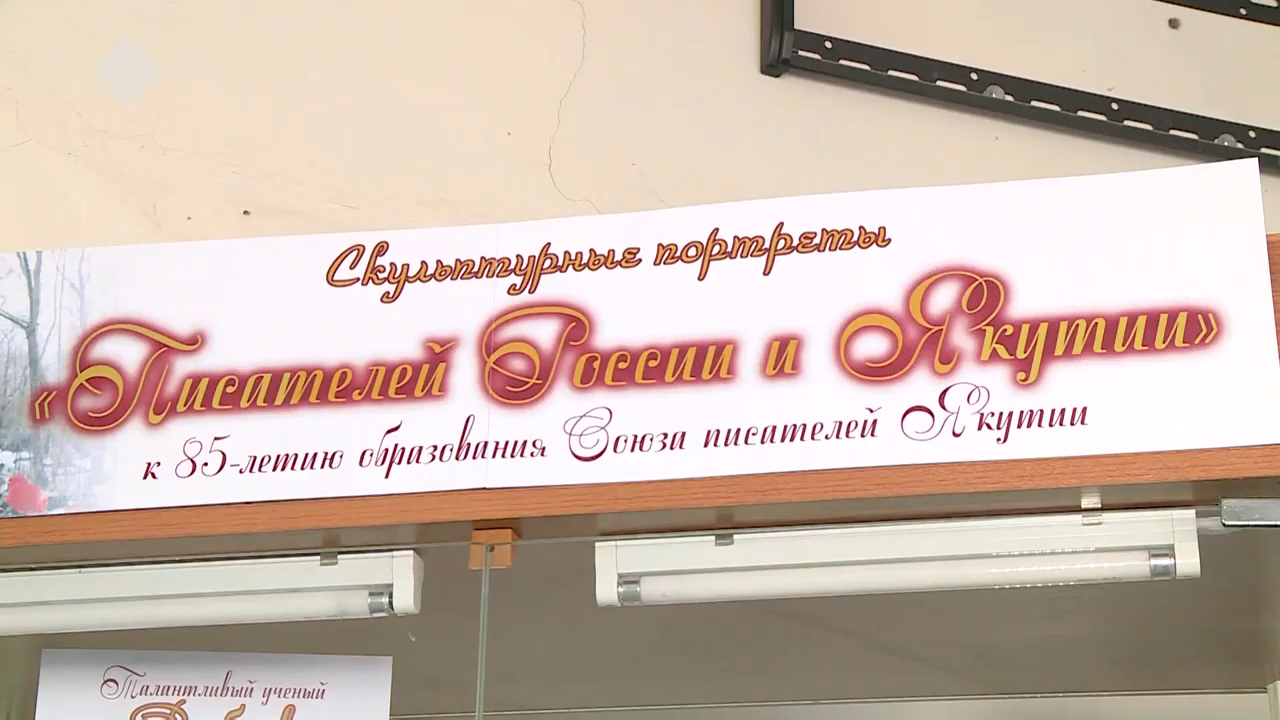 Скульптурные портреты
«Писателей России и Якутии»
к 85-летию образования Союза писателей Якутии
Талантливый ученый